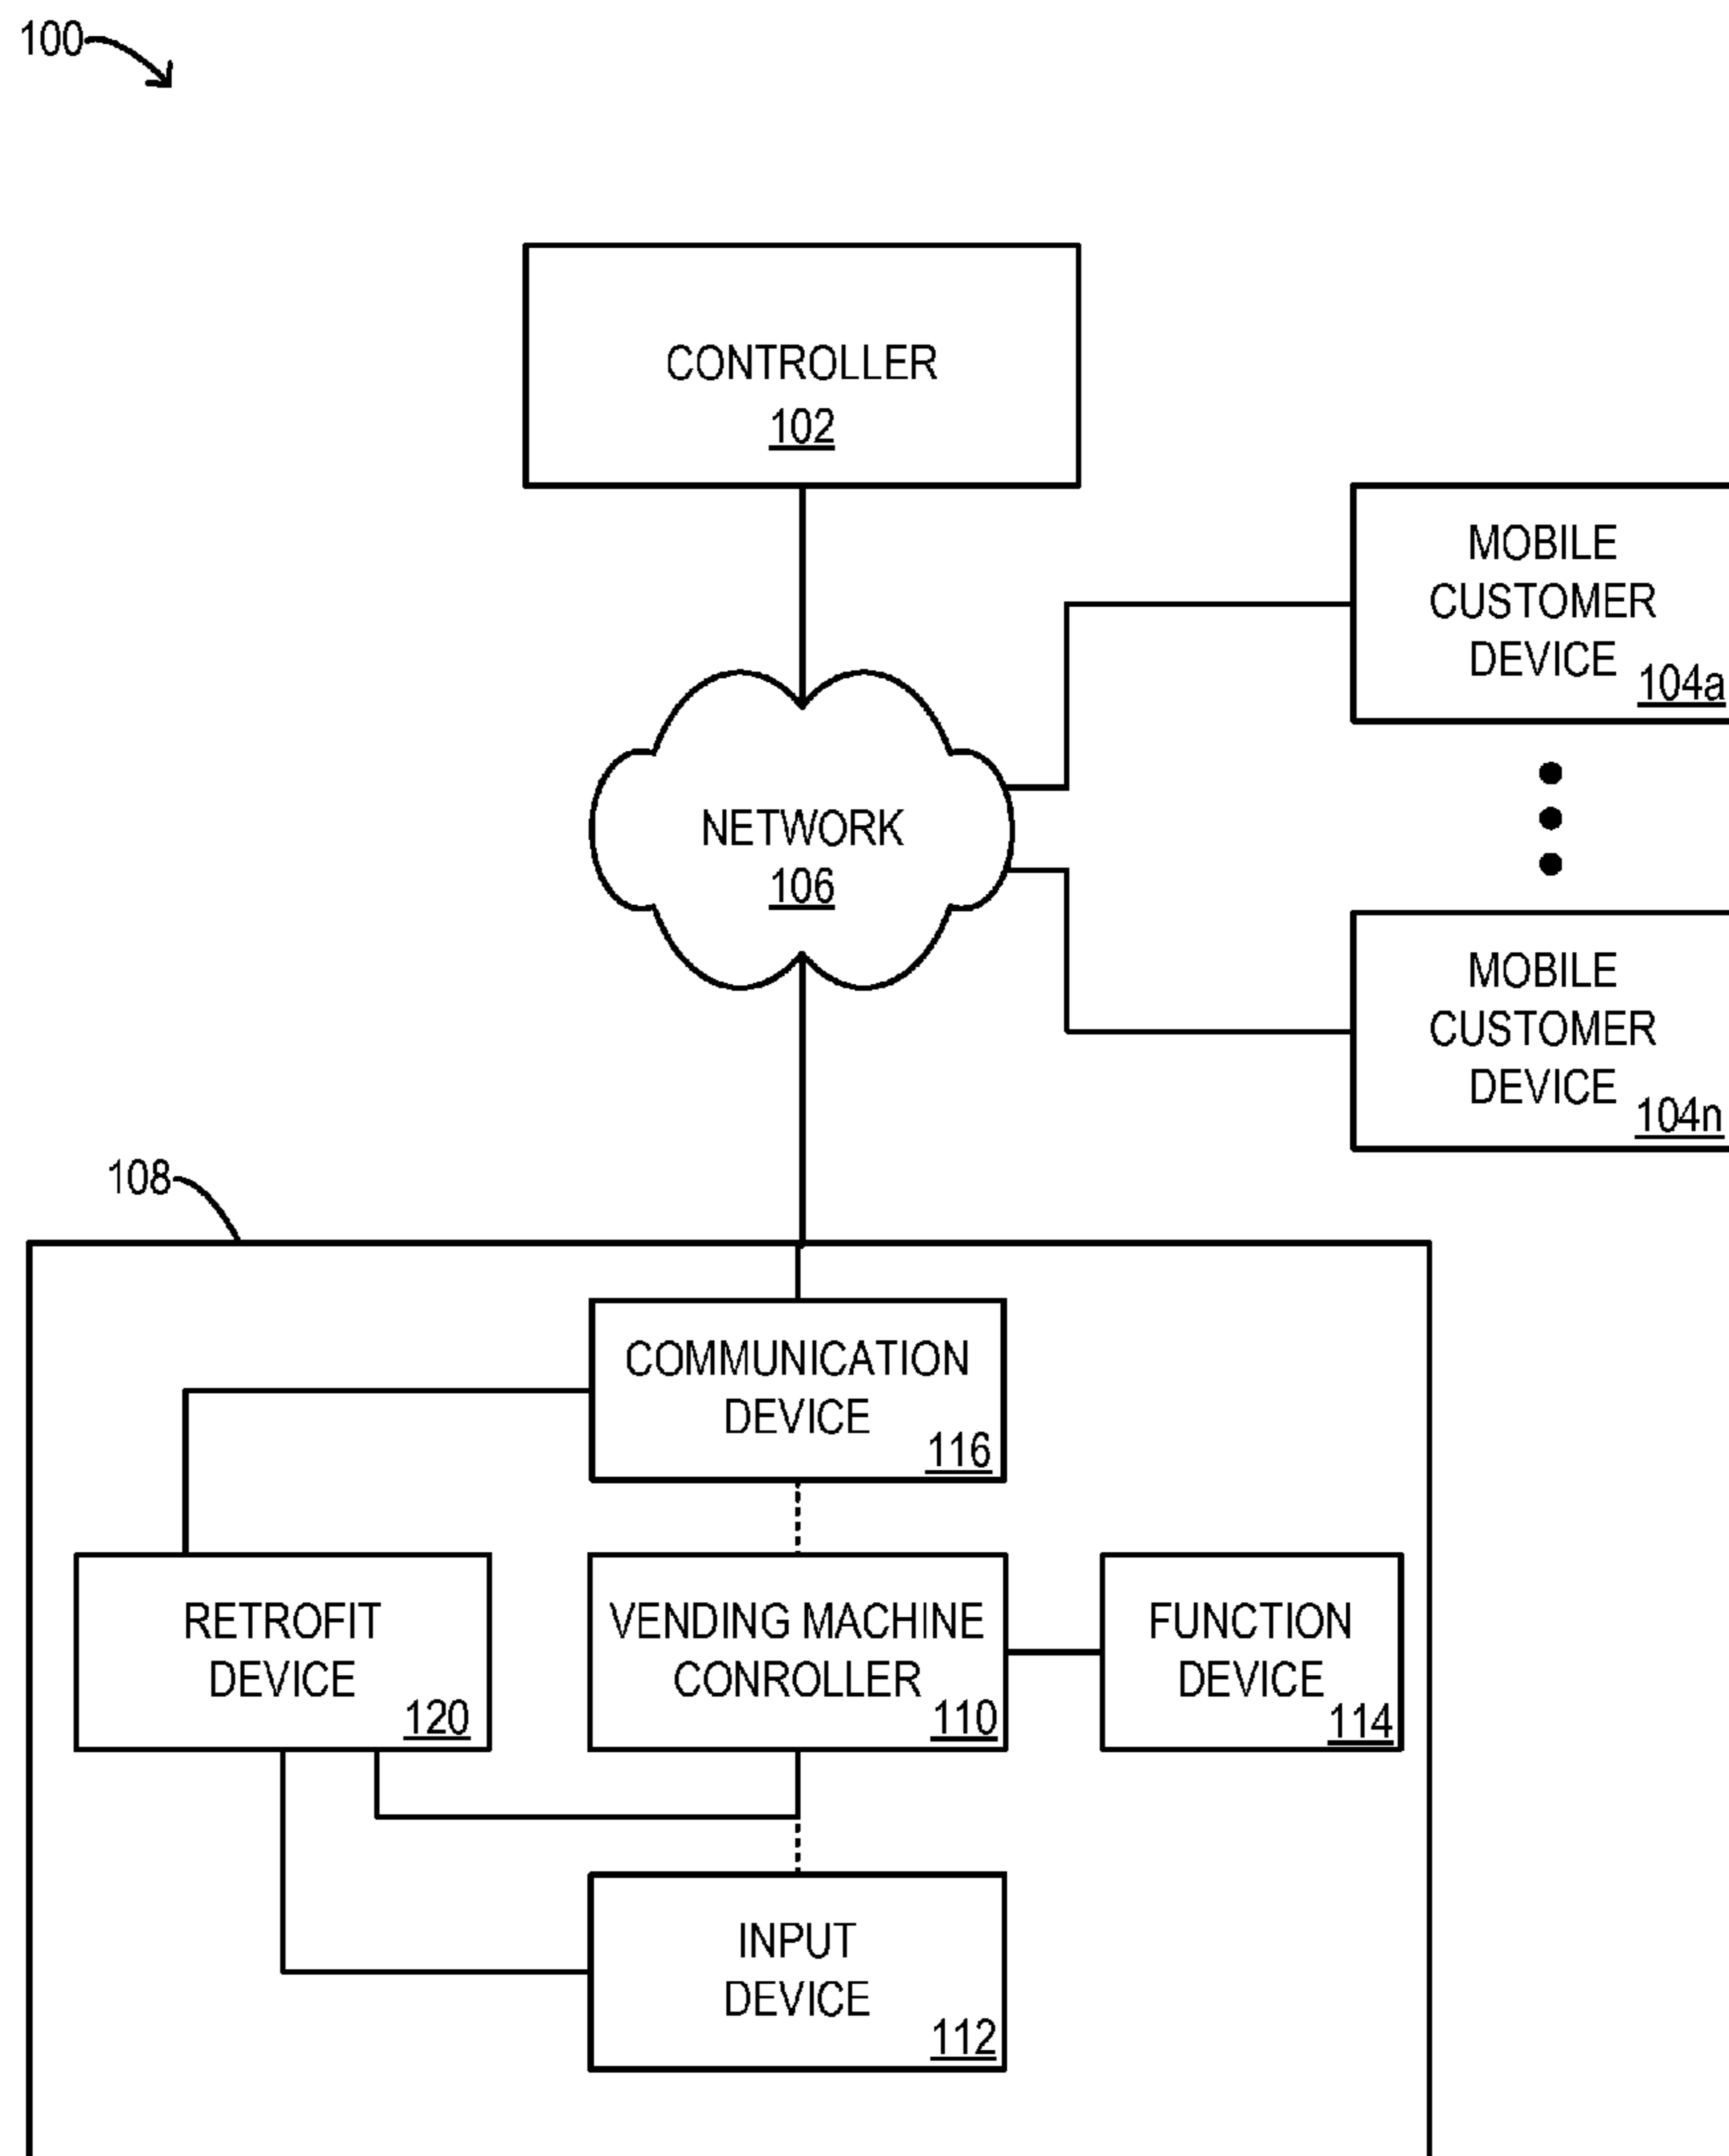 100
CONTROLLER
102
MOBILE
CUSTOMER
DEVICE
104a
NETWORK
106
MOBILE
CUSTOMER
DEVICE
104n
108
COMMUNICATION
DEVICE
116
RETROFIT
DEVICE
120
VENDING MACHINE
CONROLLER
110
FUNCTION
DEVICE
114
INPUT
DEVICE
112